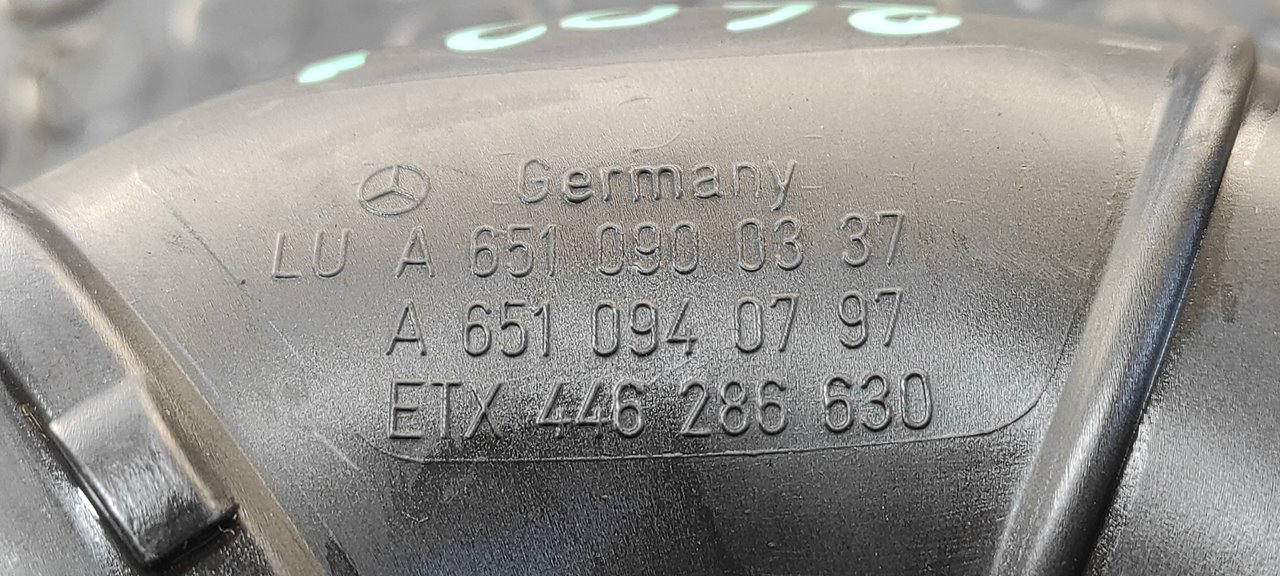 Germany
LU A 651 090 03 37
A 651 094 07 97
ETX 446 286 630